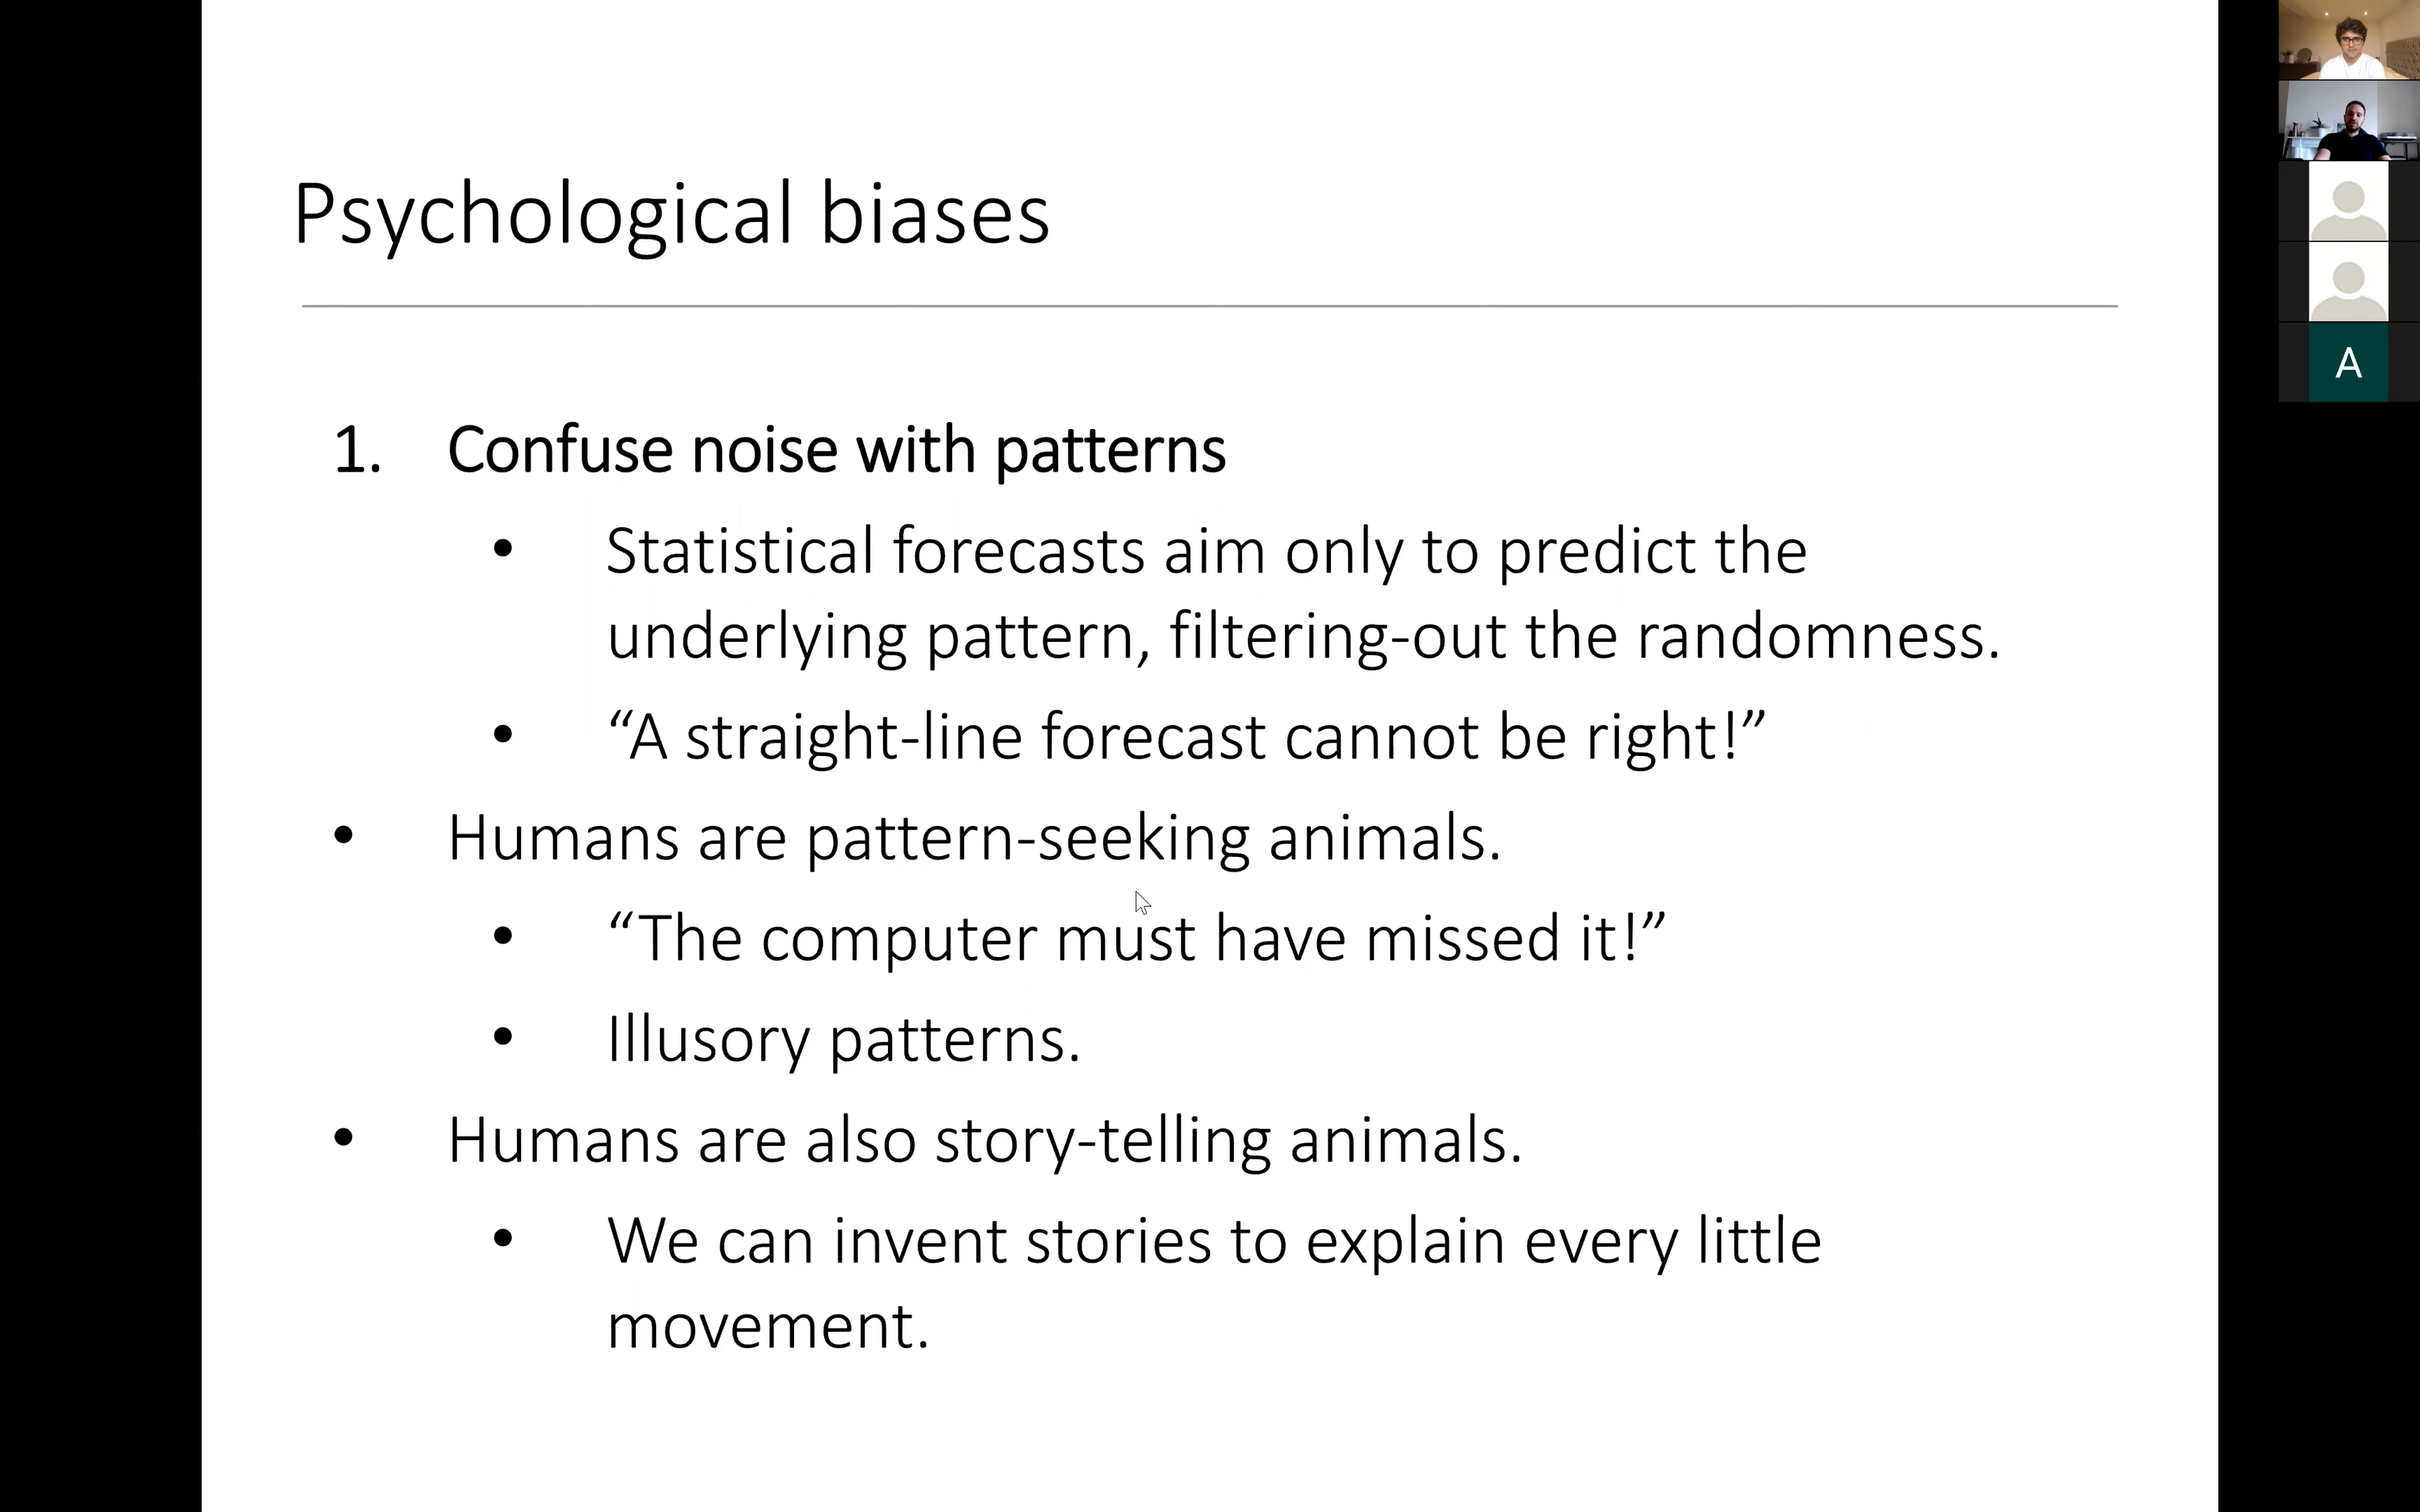 Psychological biases
1. Confuse noise with patterns
• Statistical forecasts aim only to predict the
underlying pattern, filtering-out the randomness.
• “A straight-line forecast cannot be right!”
• Humans are pattern-seeking animals.
• “The computer must have missed it!”
• Illusory patterns.
• Humans are also story-telling animals.
• We can invent stories to explain every little
movement.
A